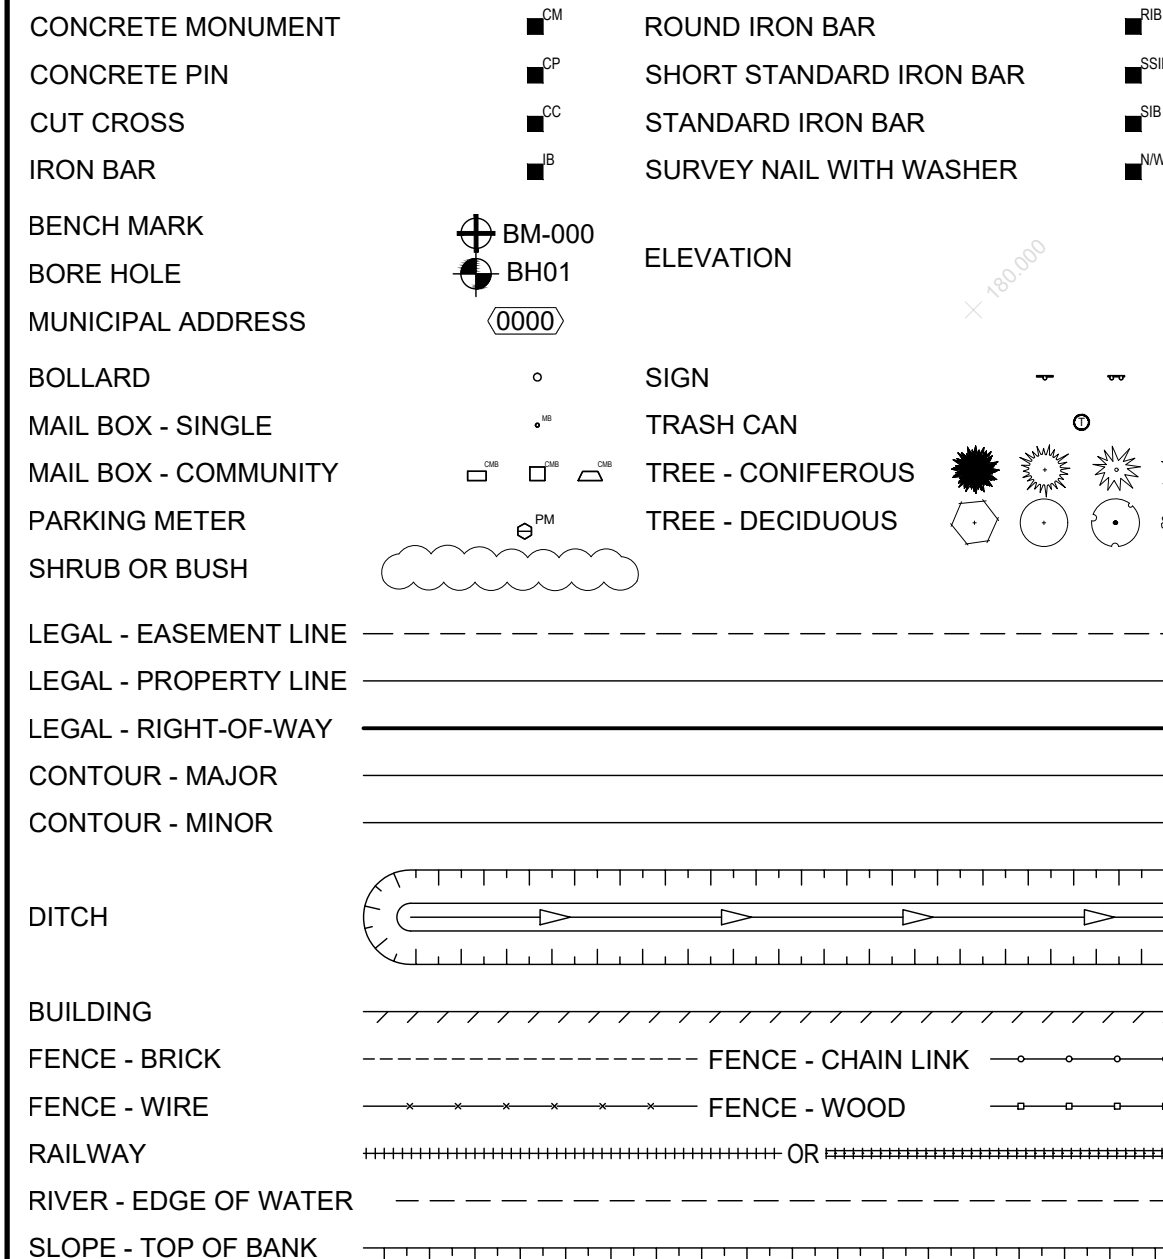 CONCRETE MONUMENT CM ROUND IRON BAR RIB
CONCRETE PIN CP SHORT STANDARD IRON BAR
CUT CROSS CC STANDARD IRON BAR SIB
IRON BAR IB SURVEY NAIL WITH WASHER
BENCH MARK BM-000
ELEVATION 180.000
BORE HOLE BH01
MUNICIPAL ADDRESS 0000
BOLLARD SIGN
MAIL BOX - SINGLE MB TRASH CAN T
MAIL BOX - COMMUNITY CMB CMB CMB TREE - CONIFEROUS
PARKING METER PM TREE - DECIDUOUS
SHRUB OR BUSH
LEGAL - EASEMENT LINE
LEGAL - PROPERTY LINE
LEGAL - RIGHT-OF-WAY
CONTOUR - MAJOR
CONTOUR - MINOR
DITCH
BUILDING
FENCE - BRICK FENCE - CHAIN LINK
FENCE - WIRE FENCE - WOOD
RAILWAY OR
RIVER - EDGE OF WATER
SLOPE - TOP OF BANK